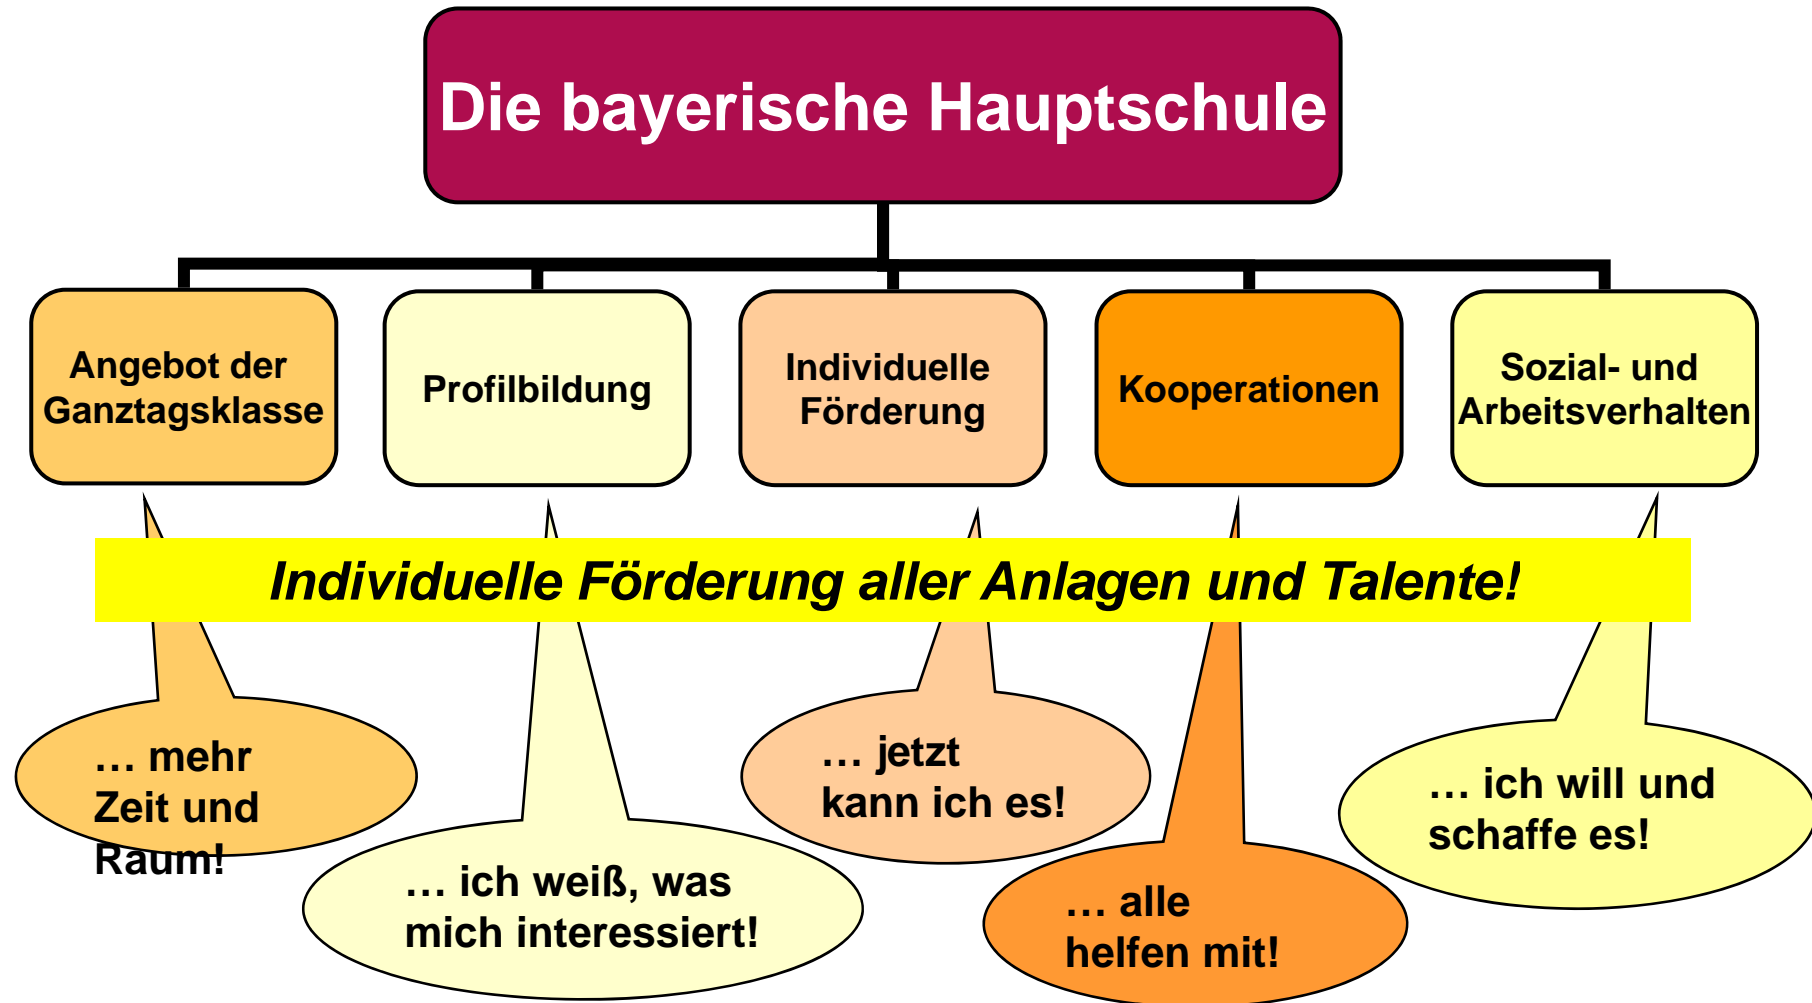 Die bayerische Hauptschule
Angebot der
Ganztagsklasse
Profilbildung
Individuelle
Förderung
Kooperationen
Sozial- und
Arbeitsverhalten
Individuelle Förderung aller Anlagen und Talente!
… mehr
Zeit und
Raum!
… ich weiß, was
mich interessiert!
… jetzt
kann ich es!
… alle
helfen mit!
… ich will und
schaffe es!